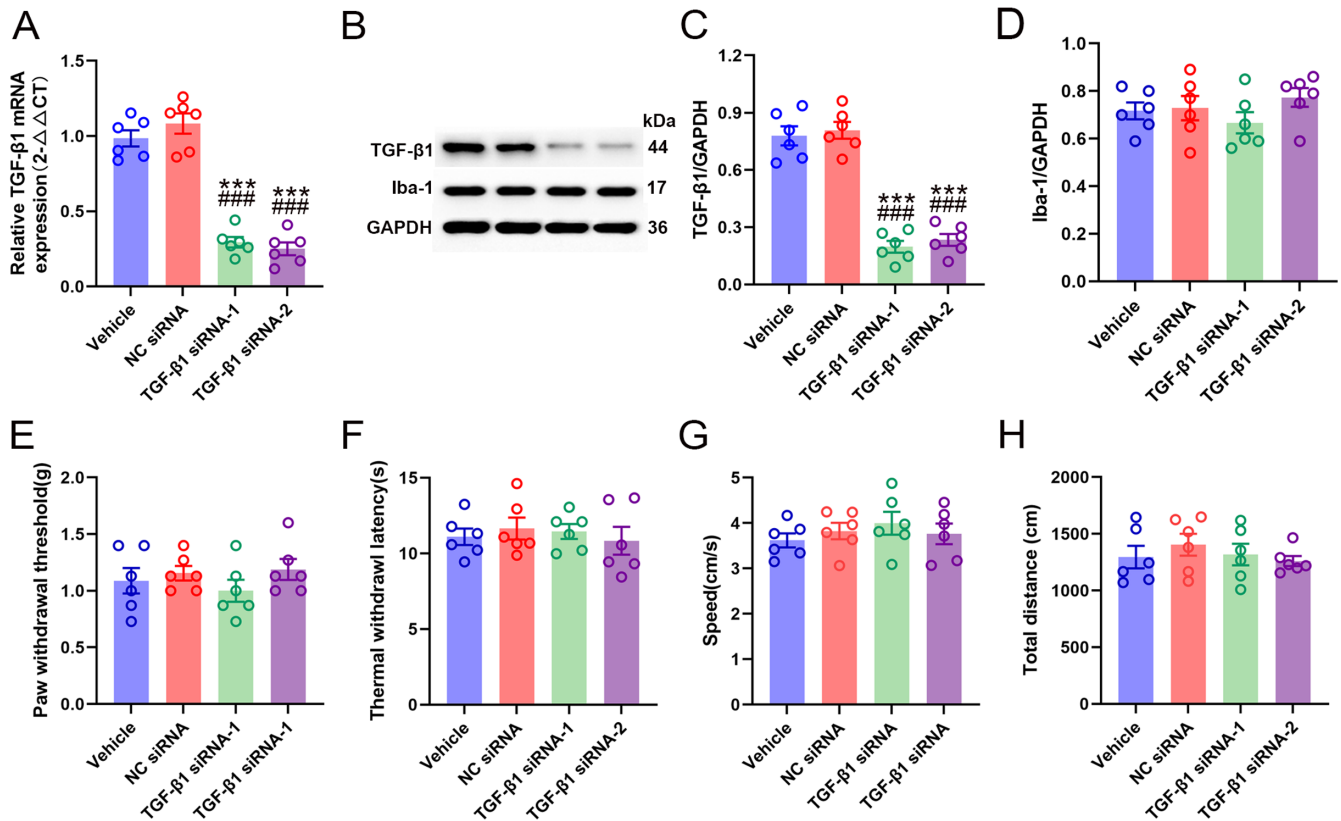 A
Relative TGF-β1 mRNA
expression(2-△△CT)
1.5
1.0
0.5
0.0
***
###
***
###
Vehicle
NC siRNA
TGF-β1 siRNA-1
TGF-β1 siRNA-2
B
kDa
TGF-β1 44
Iba-1 17
GAPDH 36
C
TGF-β1/GAPDH
1.2
0.9
0.6
0.3
0.0
***
###
***
###
Vehicle
NC siRNA
TGF-β1 siRNA-1
TGF-β1 siRNA-2
D
Iba-1/GAPDH
1.0
0.8
0.6
0.4
0.2
0.0
Vehicle
NC siRNA
TGF-β1 siRNA-1
TGF-β1 siRNA-2
E
Paw withdrawal threshold(g)
2.0
1.5
1.0
0.5
0.0
Vehicle
NC siRNA
TGF-β1 siRNA-1
TGF-β1 siRNA-1
F
Thermal withdrawl latency(s)
15
10
5
0
Vehicle
NC siRNA
TGF-β1 siRNA-1
TGF-β1 siRNA-2
G
Speed(cm/s)
5
4
3
2
1
0
Vehicle
NC siRNA
TGF-β1 siRNA
TGF-β1 siRNA
H
Total distance (cm)
2000
1500
1000
500
0
Vehicle
NC siRNA
TGF-β1 siRNA-1
TGF-β1 siRNA-2